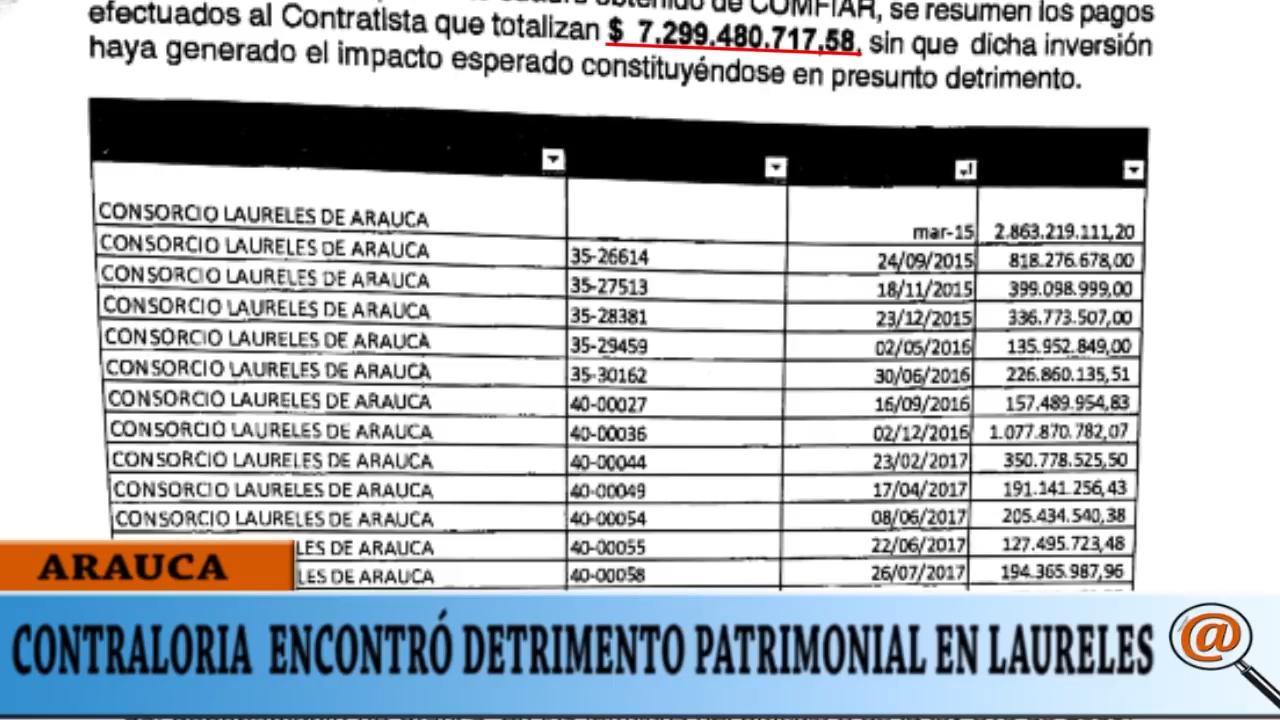 efectuados al Contratista que totalizan $ 7.299.480.717,58, sin que dicha inversión
haya generado el impacto esperado constituyéndose en presunto detrimento.
obtenido de COMFIAR, se resumen los pagos
CONSORCIO LAURELES DE ARAUCA mar-15 2.863.219.111,20
CONSORCIO LAURELES DE ARAUCA 35-26614 24/09/2015 818.276.678,00
CONSORCIO LAURELES DE ARAUCA 35-27513 18/11/2015 399.098.999,00
CONSORCIO LAURELES DE ARAUCA 35-28381 23/12/2015 336.773.507,00
CONSORCIO LAURELES DE ARAUCA 35-29459 02/05/2016 135.952.849,00
CONSORCIO LAURELES DE ARAUCA 35-30162 30/06/2016 226.860.135,51
CONSORCIO LAURELES DE ARAUCA 40-00027 16/09/2016 157.489.954,83
CONSORCIO LAURELES DE ARAUCA 40-00036 02/12/2016 1.077.870.782,07
CONSORCIO LAURELES DE ARAUCA 40-00044 23/02/2017 350.778.525,50
CONSORCIO LAURELES DE ARAUCA 40-00049 17/04/2017 191.141.256,43
CONSORCIO LAURELES DE ARAUCA 40-00054 08/06/2017 205.434.540,38
LES DE ARAUCA 40-00055 22/06/2017 127.495.723,48
LES DE ARAUCA 40-00058 26/07/2017 194.365.987,96
ARAUCA
CONTRALORIA ENCONTRÓ DETRIMENTO PATRIMONIAL EN LAURELES
@